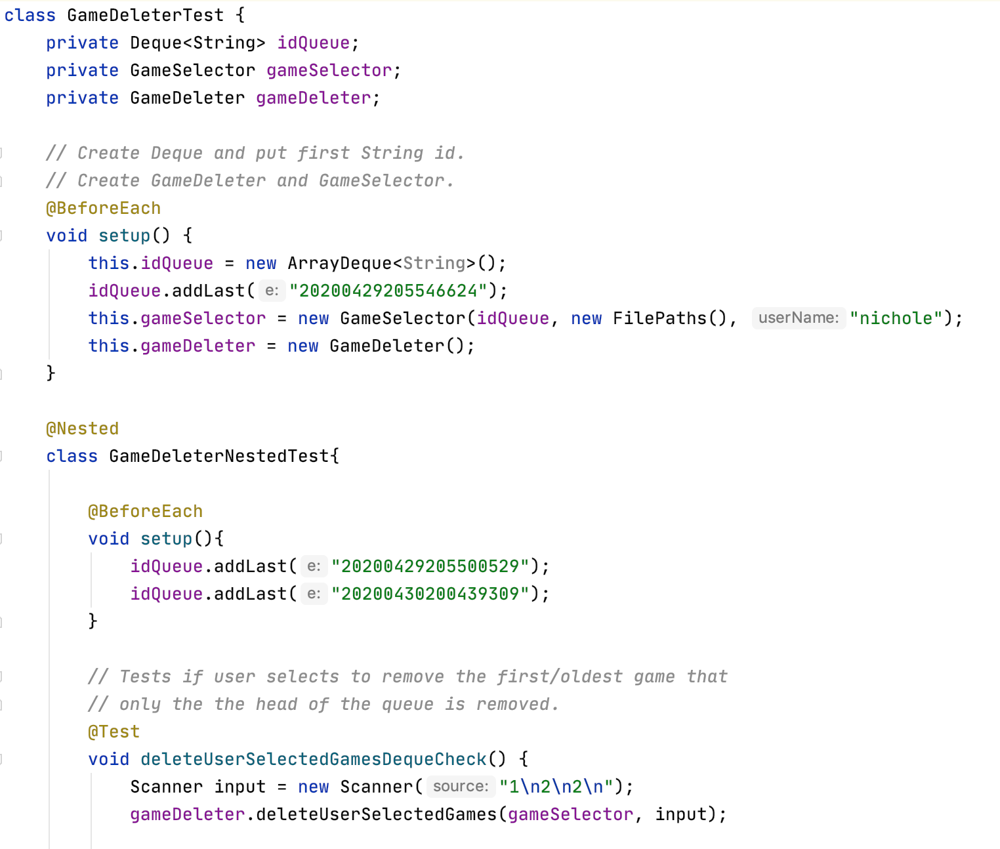 class GameDeleterTest {
    private Deque<String> idQueue;
    private GameSelector gameSelector;
    private GameDeleter gameDeleter;

    // Create Deque and put first String id.
    // Create GameDeleter and GameSelector.
    @BeforeEach
    void setup() {
        this.idQueue = new ArrayDeque<String>();
        idQueue.addLast( e: "20200429205546624");
        this.gameSelector = new GameSelector(idQueue, new FilePaths(), userName: "nichole");
        this.gameDeleter = new GameDeleter();
    }

    @Nested
    class GameDeleterNestedTest{

        @BeforeEach
        void setup(){
            idQueue.addLast( e: "20200429205500529");
            idQueue.addLast( e: "20200430200439309");
        }

        // Tests if user selects to remove the first/oldest game that
        // only the the head of the queue is removed.
        @Test
        void deleteUserSelectedGamesDequeCheck() {
            Scanner input = new Scanner( source: "1\n2\n2\n");
            gameDeleter.deleteUserSelectedGames(gameSelector, input);